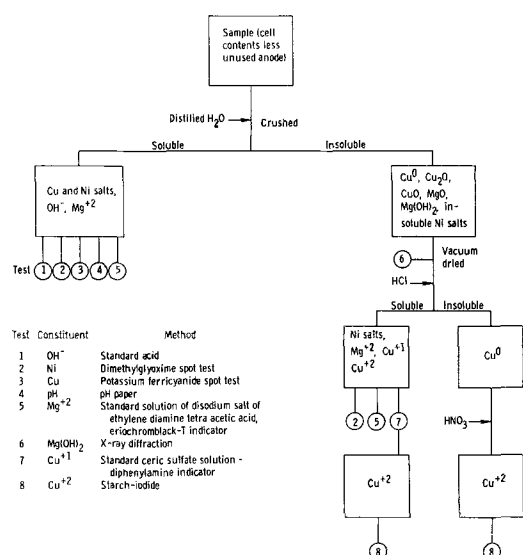 Sample (cell
contents less
unused anode)
Distilled H₂O
Crushed
Soluble
Insoluble
Cu and Ni salts,
OH⁻, Mg⁺²
Cu⁰, Cu₂O,
CuO, MgO,
Mg(OH)₂, in-
soluble Ni salts
Test 1 2 3 4 5
6
Vacuum
dried
HCl
Soluble
Insoluble
Ni salts,
Mg⁺², Cu⁺¹
Cu⁺²
Cu⁰
2 5 7
HNO₃
Cu⁺²
Cu⁺²
8
8
Test Constituent Method
1 OH⁻ Standard acid
2 Ni Dimethylglyoxime spot test
3 Cu Potassium ferricyanide spot test
4 pH pH paper
5 Mg⁺² Standard solution of disodium salt of
ethylene diamine tetra acetic acid,
eriochromblack-T indicator
6 Mg(OH)₂ X-ray diffraction
7 Cu⁺¹ Standard ceric sulfate solution -
diphenylamine indicator
8 Cu⁺² Starch-iodide